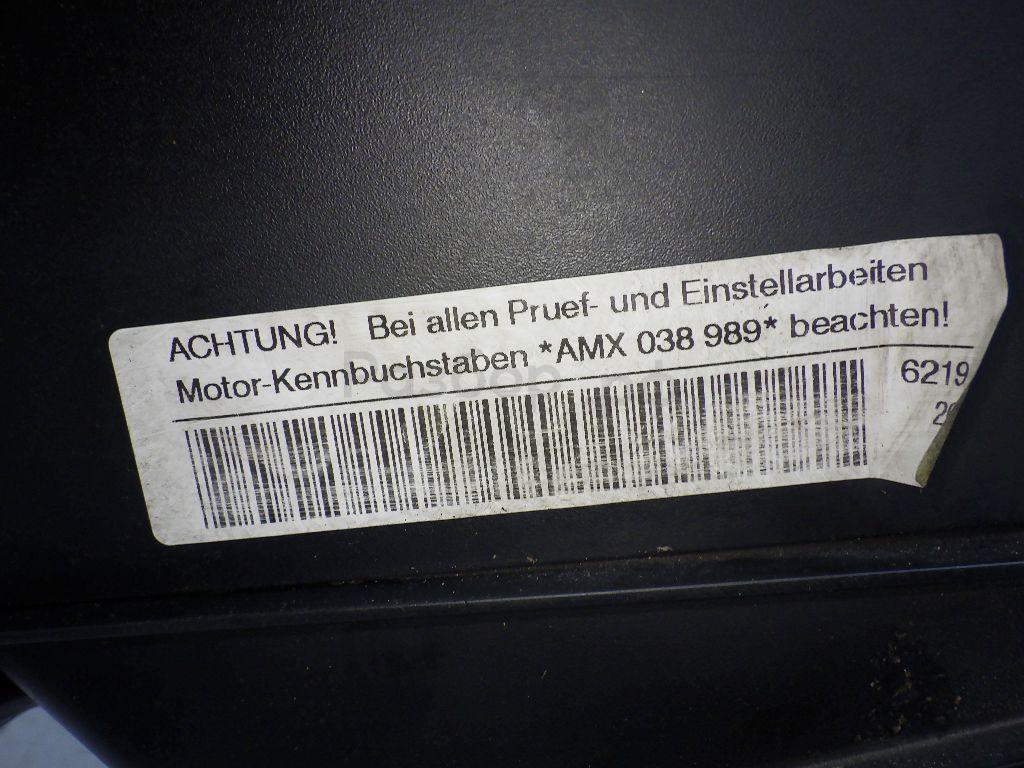 ACHTUNG! Bei allen Pruef- und Einstellarbeiten
Motor-Kennbuchstaben *AMX 038 989* beachten!
6219